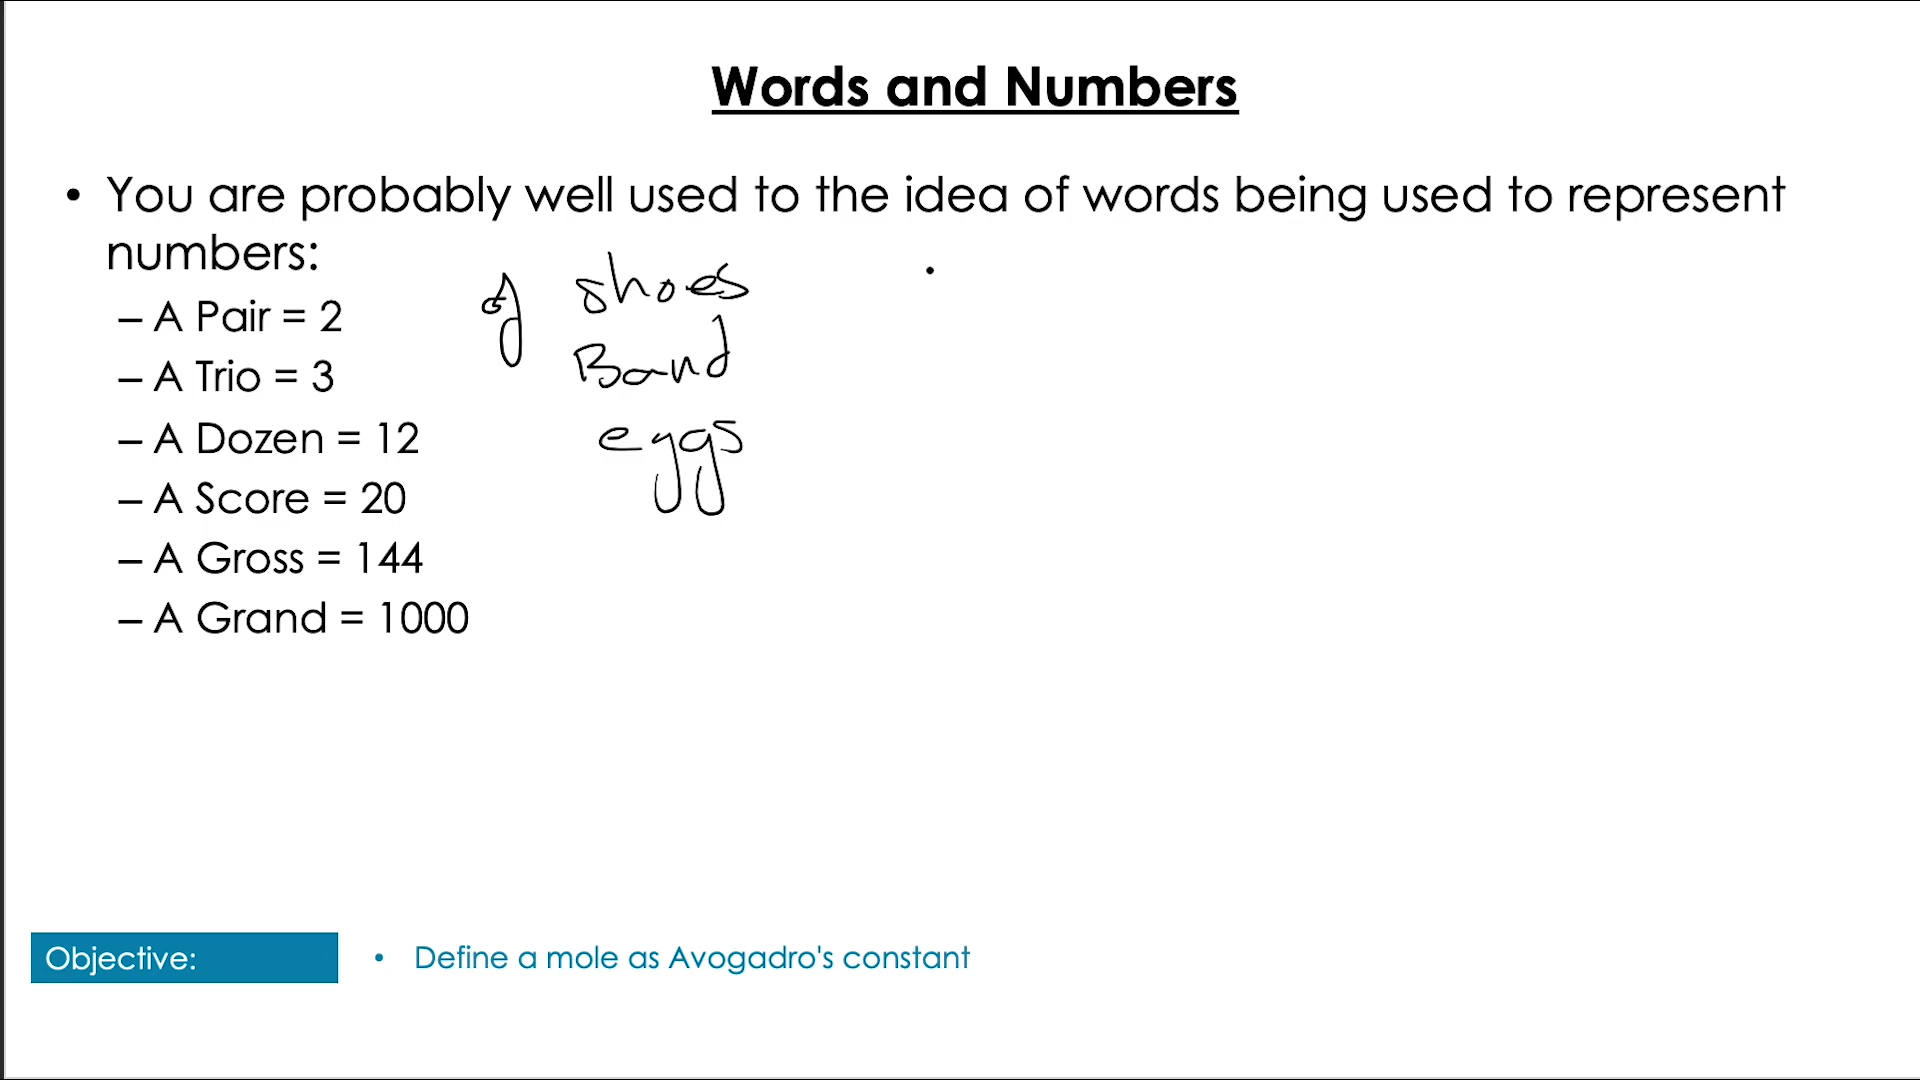 Words and Numbers
• You are probably well used to the idea of words being used to represent
numbers:
– A Pair = 2 of shoes
– A Trio = 3 Band
– A Dozen = 12 eggs
– A Score = 20
– A Gross = 144
– A Grand = 1000
Objective: • Define a mole as Avogadro's constant